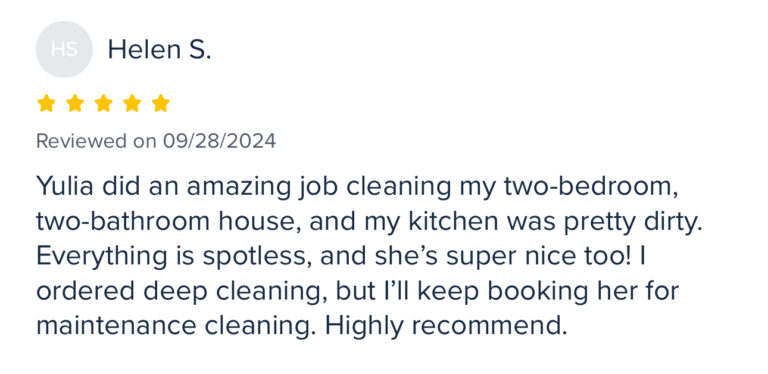 HS
Helen S.
Reviewed on 09/28/2024
Yulia did an amazing job cleaning my two-bedroom,
two-bathroom house, and my kitchen was pretty dirty.
Everything is spotless, and she’s super nice too! I
ordered deep cleaning, but I’ll keep booking her for
maintenance cleaning. Highly recommend.